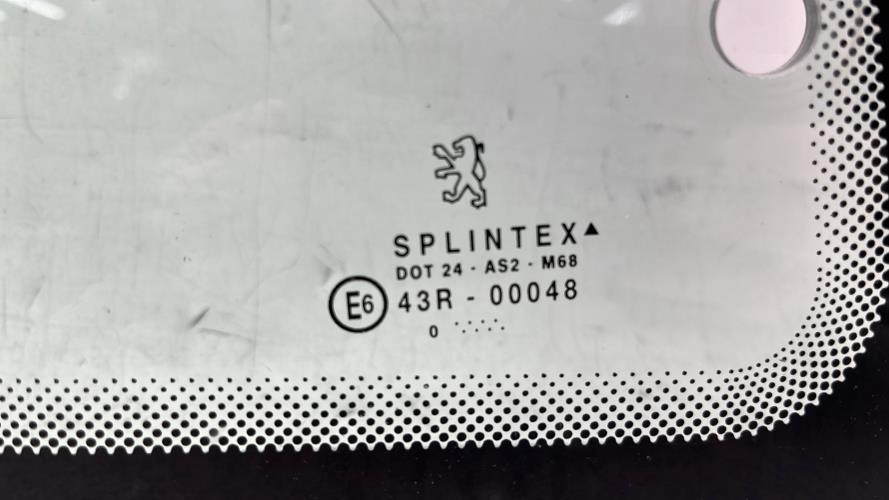 SPLINTEX▲
DOT 24 · AS2 · M68
E6 43R - 00048
0